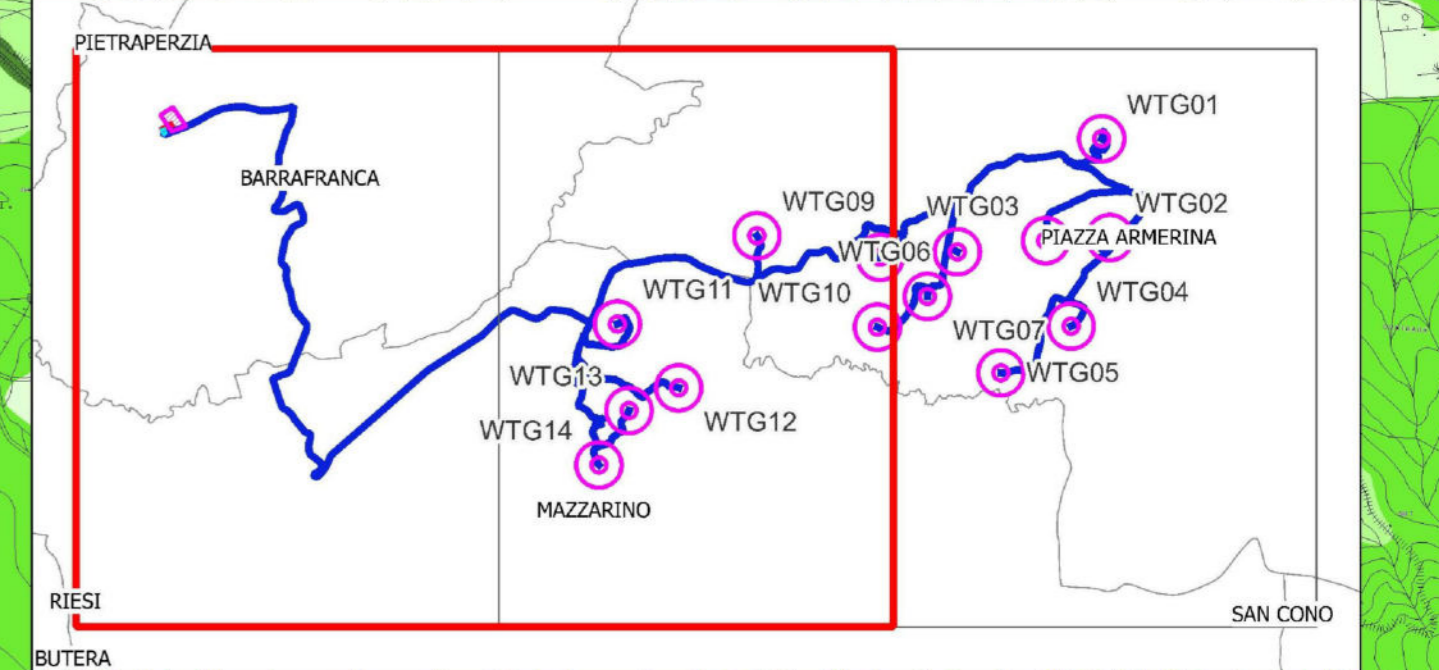 PIETRAPERZIA
WTG01
BARRAFRANCA
WTG09
WTG03
WTG02
PIAZZA ARMERINA
WTG06
WTG11
WTG10
WTG04
WTG07
WTG13
WTG05
WTG12
WTG14
MAZZARINO
RIESI
SAN CONO
BUTERA